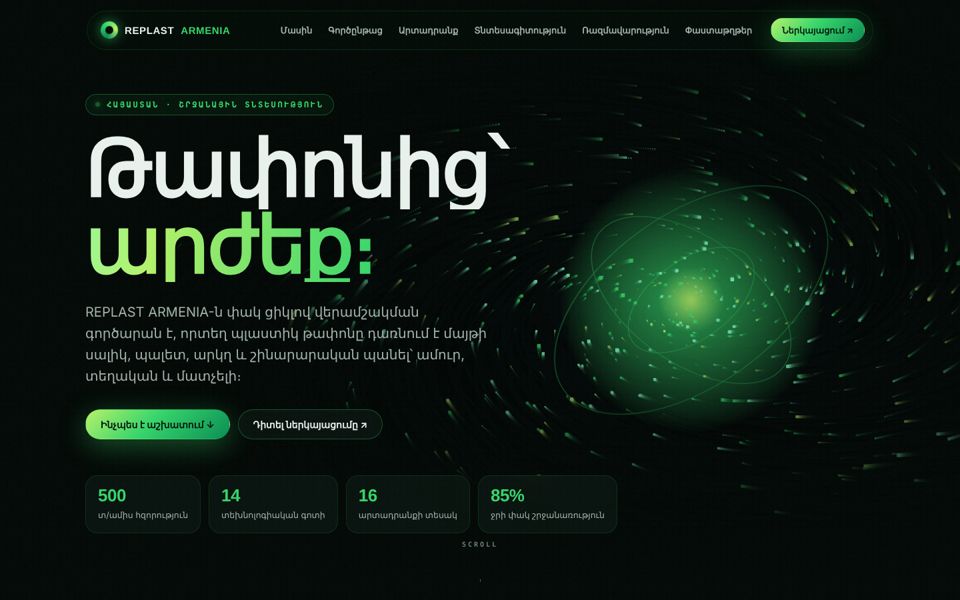 REPLAST ARMENIA
Մասին Գործընթաց Արտադրանք Տնտեսագիտություն Ռազմավարություն Փաստաթղթեր
Ներկայացում ↗
ՀԱՅԱՍՏԱՆ · ՇՐՋԱՆԱՅԻՆ ՏՆՏԵՍՈՒԹՅՈՒՆ
Թափոնից՝
արժեք։
REPLAST ARMENIA-ն փակ ցիկլով վերամշակման
գործարան է, որտեղ պլաստիկ թափոնը դառնում է մայթի
սալիկ, պալետ, արկղ և շինարարական պանել՝ ամուր,
տեղական և մատչելի։
Ինչպես է աշխատում ↓
Դիտել ներկայացումը ↗
500
տ/ամիս հզորություն
14
տեխնոլոգիական գոտի
16
արտադրանքի տեսակ
85%
ջրի փակ շրջանառություն
SCROLL